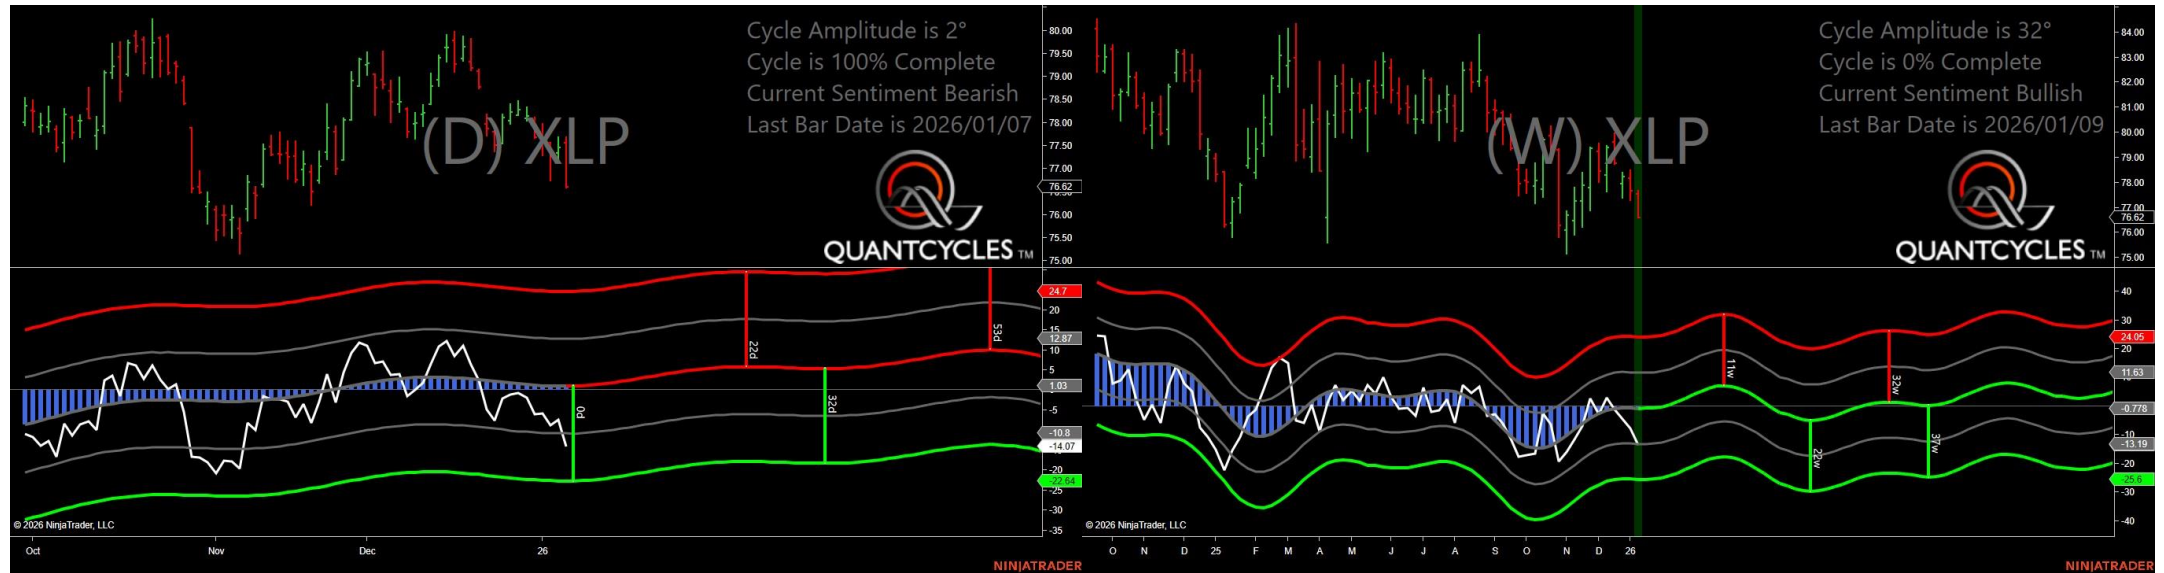 Cycle Amplitude is 2°
Cycle is 100% Complete
Current Sentiment Bearish
Last Bar Date is 2026/01/07
(D) XLP
QUANTCYCLES TM
80.00
79.50
79.00
78.50
78.00
77.50
77.00
76.62
76.00
75.50
75.00
24.7
20
15
12.87
10
5
1.03
-5
-10.8
-14.07
-20
-22.64
-25
-30
-35
0d
22d
32d
53d
© 2026 NinjaTrader, LLC
Oct Nov Dec 26
NINJATRADER
Cycle Amplitude is 32°
Cycle is 0% Complete
Current Sentiment Bullish
Last Bar Date is 2026/01/09
(W) XLP
QUANTCYCLES TM
84.00
83.00
82.00
81.00
80.00
79.00
78.00
77.00
76.62
76.00
75.00
40
30
24.05
20
11.63
-0.778
-10
-13.19
-20
-25.6
-30
-40
11w
22w
32w
37w
© 2026 NinjaTrader, LLC
O N D 25 F M A M J J A S O N D 26
NINJATRADER